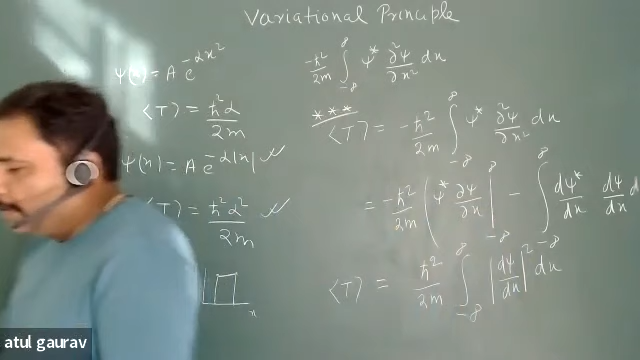 Variational Principle
ψ(x) = A e^{-αx²}
⟨T⟩ = ħ²α / 2m
ψ(x) = A e^{-α|x|} ✓
⟨T⟩ = ħ²α² / 2m ✓
x
-ħ²/2m ∫_{-∞}^{∞} ψ* ∂²ψ/∂x² dx
*** ⟨T⟩ = -ħ²/2m ∫_{-∞}^{∞} ψ* ∂²ψ/∂x² dx
= -ħ²/2m ( ψ* ∂ψ/∂x |_{-∞}^{∞} - ∫_{-∞}^{∞} dψ*/dx dψ/dx d
⟨T⟩ = ħ²/2m ∫_{-∞}^{∞} |dψ/dx|² dx
atul gaurav